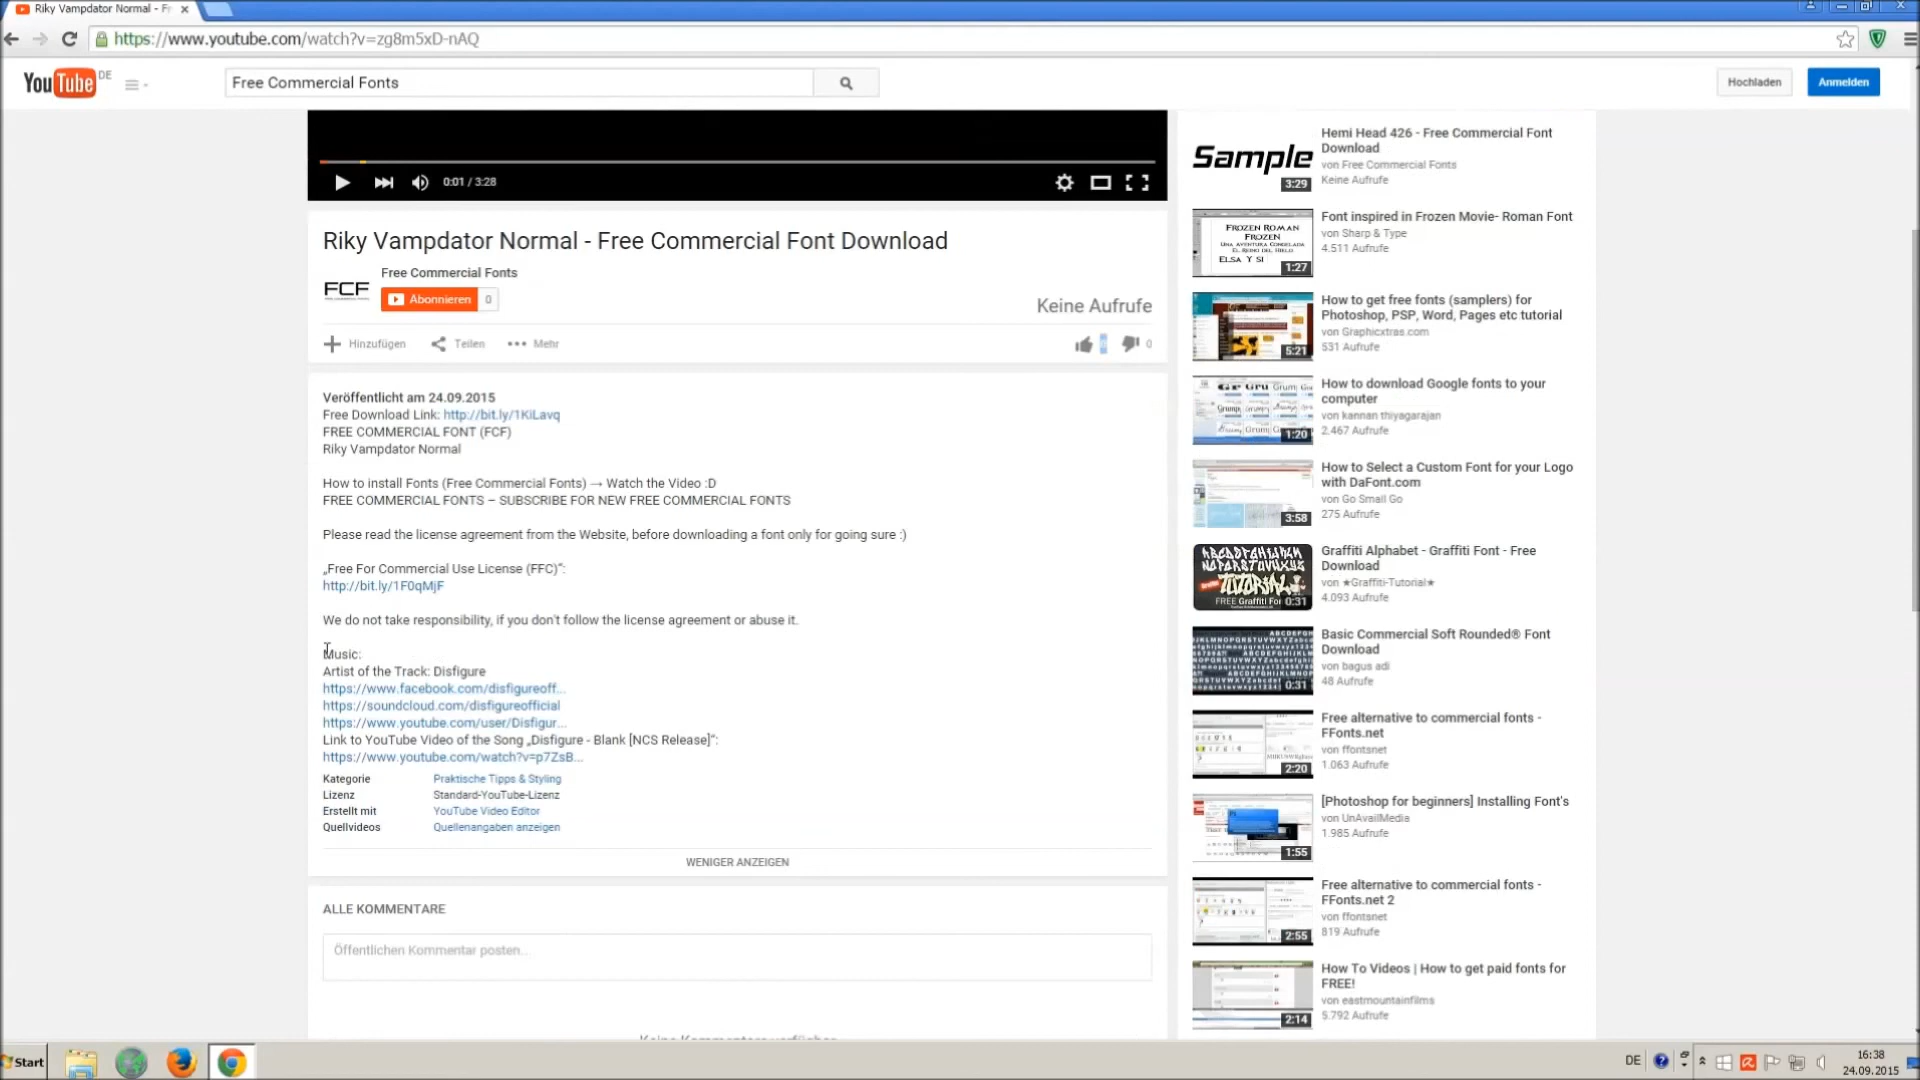 Riky Vampdator Normal - Fr
https://www.youtube.com/watch?v=zg8m5xD-nAQ
YouTube DE
Free Commercial Fonts
Hochladen
Anmelden
0:01 / 3:28
Riky Vampdator Normal - Free Commercial Font Download
FCF
Free Commercial Fonts
Abonnieren
0
Keine Aufrufe
Hinzufügen
Teilen
Mehr
0
Veröffentlicht am 24.09.2015
Free Download Link: http://bit.ly/1KiLavq
FREE COMMERCIAL FONT (FCF)
Riky Vampdator Normal
How to install Fonts (Free Commercial Fonts) → Watch the Video :D
FREE COMMERCIAL FONTS – SUBSCRIBE FOR NEW FREE COMMERCIAL FONTS
Please read the license agreement from the Website, before downloading a font only for going sure :)
„Free For Commercial Use License (FFC)“:
http://bit.ly/1F0qMjF
We do not take responsibility, if you don't follow the license agreement or abuse it.
Music:
Artist of the Track: Disfigure
https://www.facebook.com/disfigureoff...
https://soundcloud.com/disfigureofficial
https://www.youtube.com/user/Disfigur...
Link to YouTube Video of the Song „Disfigure - Blank [NCS Release]“:
https://www.youtube.com/watch?v=p7ZsB...
Kategorie Praktische Tipps & Styling
Lizenz Standard-YouTube-Lizenz
Erstellt mit YouTube Video Editor
Quellvideos Quellenangaben anzeigen
WENIGER ANZEIGEN
ALLE KOMMENTARE
Öffentlichen Kommentar posten...
Sample
3:29
Hemi Head 426 - Free Commercial Font
Download
von Free Commercial Fonts
Keine Aufrufe
FROZEN ROMAN
FROZEN
UNA AVENTURA CONGELADA
EL REINO DEL HIELO
ELSA Y SI
1:27
Font inspired in Frozen Movie- Roman Font
von Sharp & Type
4.511 Aufrufe
5:21
How to get free fonts (samplers) for
Photoshop, PSP, Word, Pages etc tutorial
von Graphicxtras.com
531 Aufrufe
1:20
How to download Google fonts to your
computer
von kannan thiyagarajan
2.467 Aufrufe
3:58
How to Select a Custom Font for your Logo
with DaFont.com
von Go Small Go
275 Aufrufe
TUTORIAL
0:31
Graffiti Alphabet - Graffiti Font - Free
Download
von ★Graffiti-Tutorial★
4.093 Aufrufe
0:31
Basic Commercial Soft Rounded® Font
Download
von bagus adi
48 Aufrufe
2:20
Free alternative to commercial fonts -
FFonts.net
von ffontsnet
1.063 Aufrufe
1:55
[Photoshop for beginners] Installing Font's
von UnAvailMedia
1.985 Aufrufe
2:55
Free alternative to commercial fonts -
FFonts.net 2
von ffontsnet
819 Aufrufe
2:14
How To Videos | How to get paid fonts for
FREE!
von eastmountainfilms
5.792 Aufrufe
Start
DE
16:38
24.09.2015